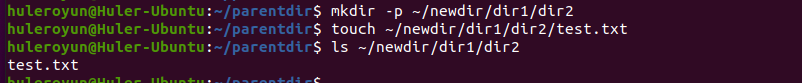 huleroyun@Huler-Ubuntu:~/parentdir$ mkdir -p ~/newdir/dir1/dir2
huleroyun@Huler-Ubuntu:~/parentdir$ touch ~/newdir/dir1/dir2/test.txt
huleroyun@Huler-Ubuntu:~/parentdir$ ls ~/newdir/dir1/dir2
test.txt
huleroyun@Huler-Ubuntu:~/parentdir$